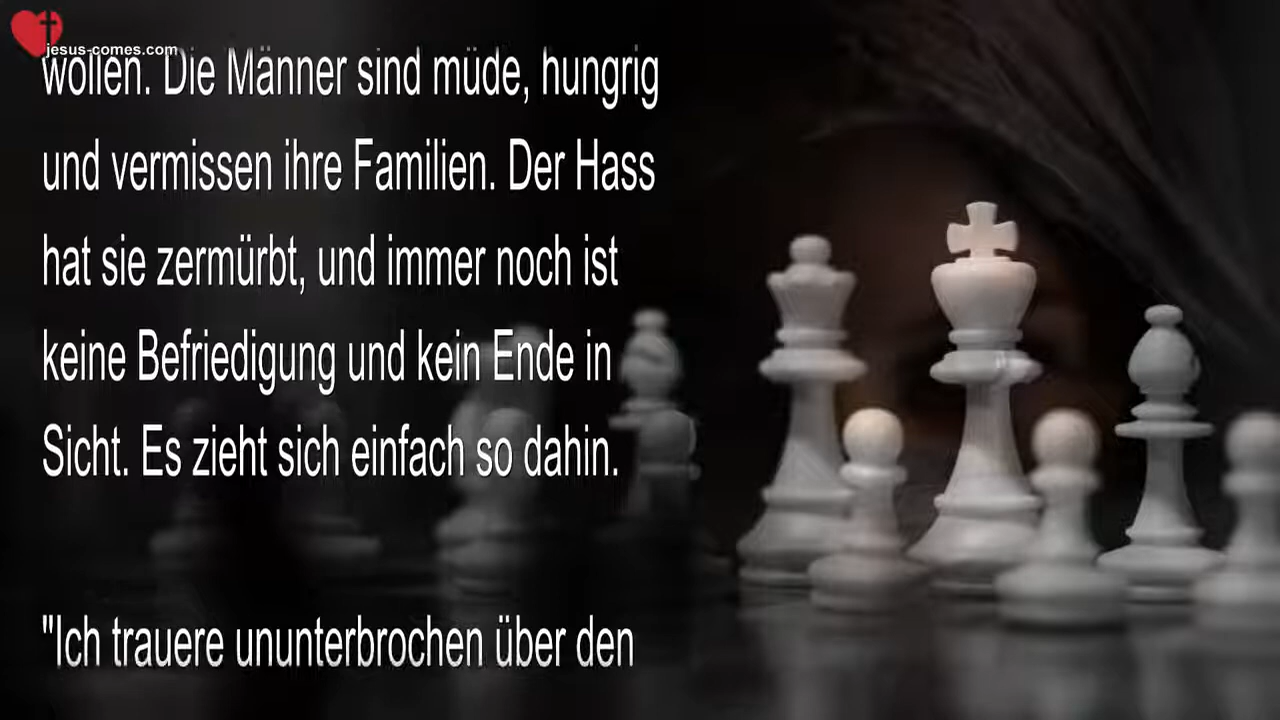 jesus-comes.com
wollen. Die Männer sind müde, hungrig
und vermissen ihre Familien. Der Hass
hat sie zermürbt, und immer noch ist
keine Befriedigung und kein Ende in
Sicht. Es zieht sich einfach so dahin.
"Ich trauere ununterbrochen über den